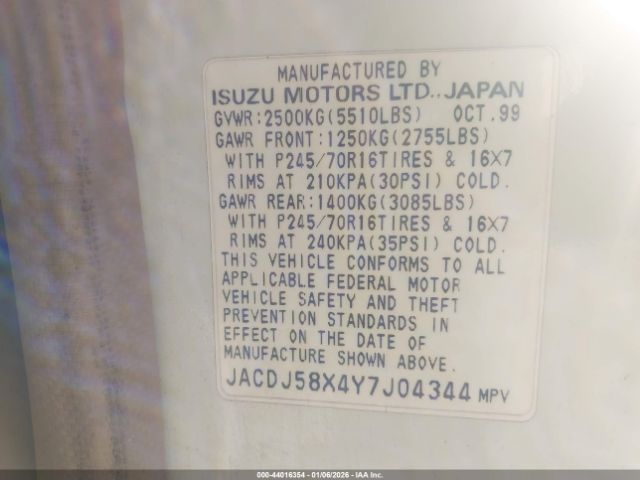 MANUFACTURED BY
ISUZU MOTORS LTD., JAPAN
GVWR:2500KG(5510LBS) OCT.99
GAWR FRONT:1250KG(2755LBS)
WITH P245/70R16TIRES & 16X7
RIMS AT 210KPA(30PSI) COLD.
GAWR REAR:1400KG(3085LBS)
WITH P245/70R16TIRES & 16X7
RIMS AT 240KPA(35PSI) COLD.
THIS VEHICLE CONFORMS TO ALL
APPLICABLE FEDERAL MOTOR
VEHICLE SAFETY AND THEFT
PREVENTION STANDARDS IN
EFFECT ON THE DATE OF
MANUFACTURE SHOWN ABOVE.
JACDJ58X4Y7J04344 MPV
000-44016354 - 01/06/2026 - IAA Inc.